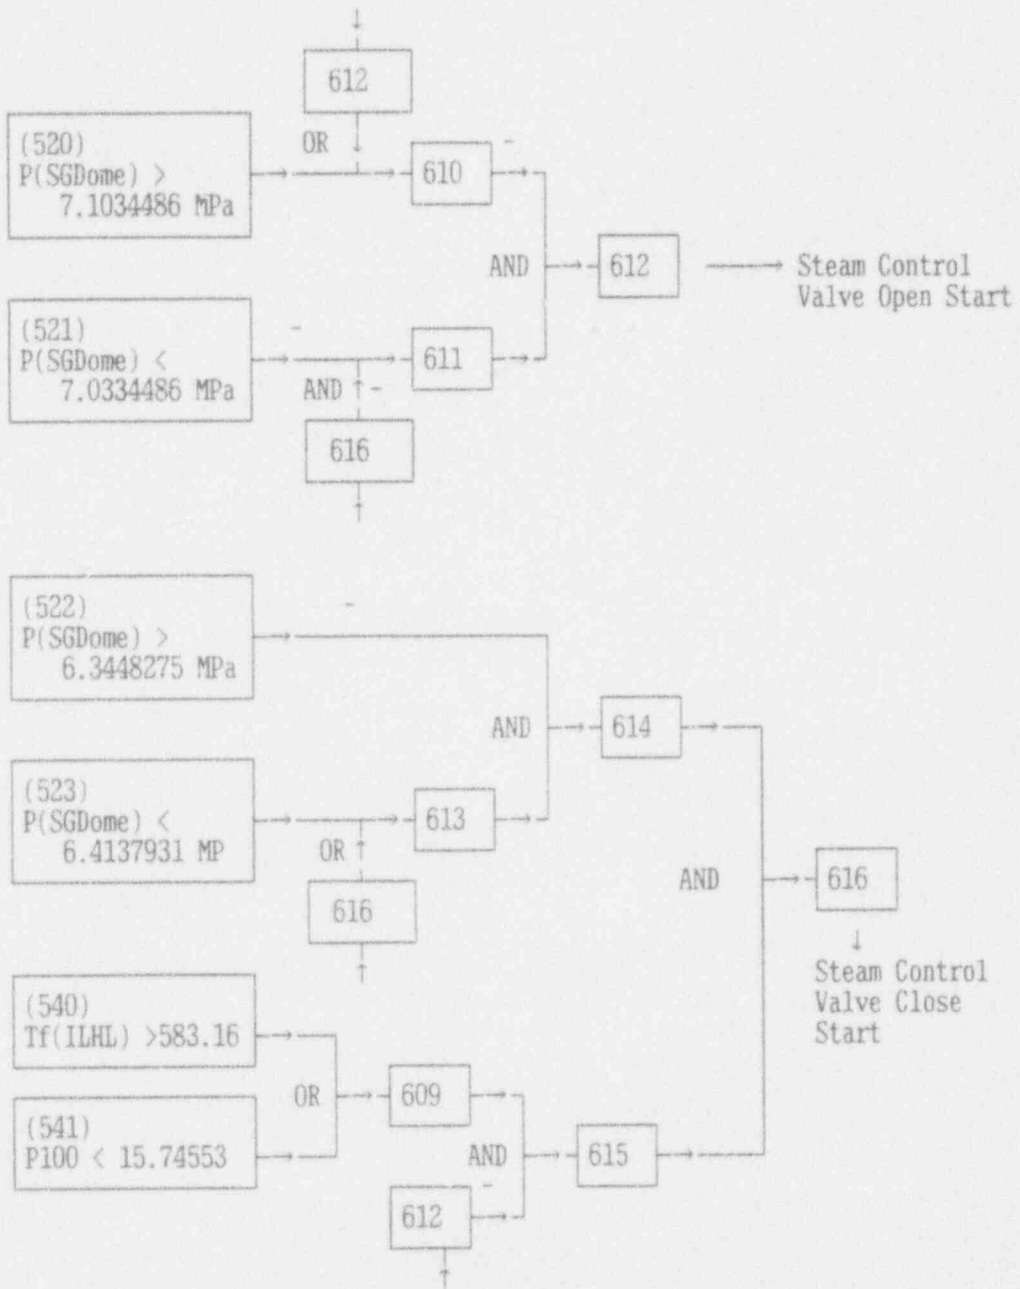 612
OR
(520)
P(SGDome) >
7.1034486 MPa
610
-
AND
612
Steam Control
Valve Open Start
(521)
P(SGDome) <
7.0334486 MPa
-
611
AND
-
616
(522)
P(SGDome) >
6.3448275 MPa
-
AND
614
(523)
P(SGDome) <
6.4137931 MP
613
OR
616
AND
616
Steam Control
Valve Close
Start
(540)
Tf(ILHL) >583.16
OR
609
(541)
P100 < 15.74553
AND
615
-
612